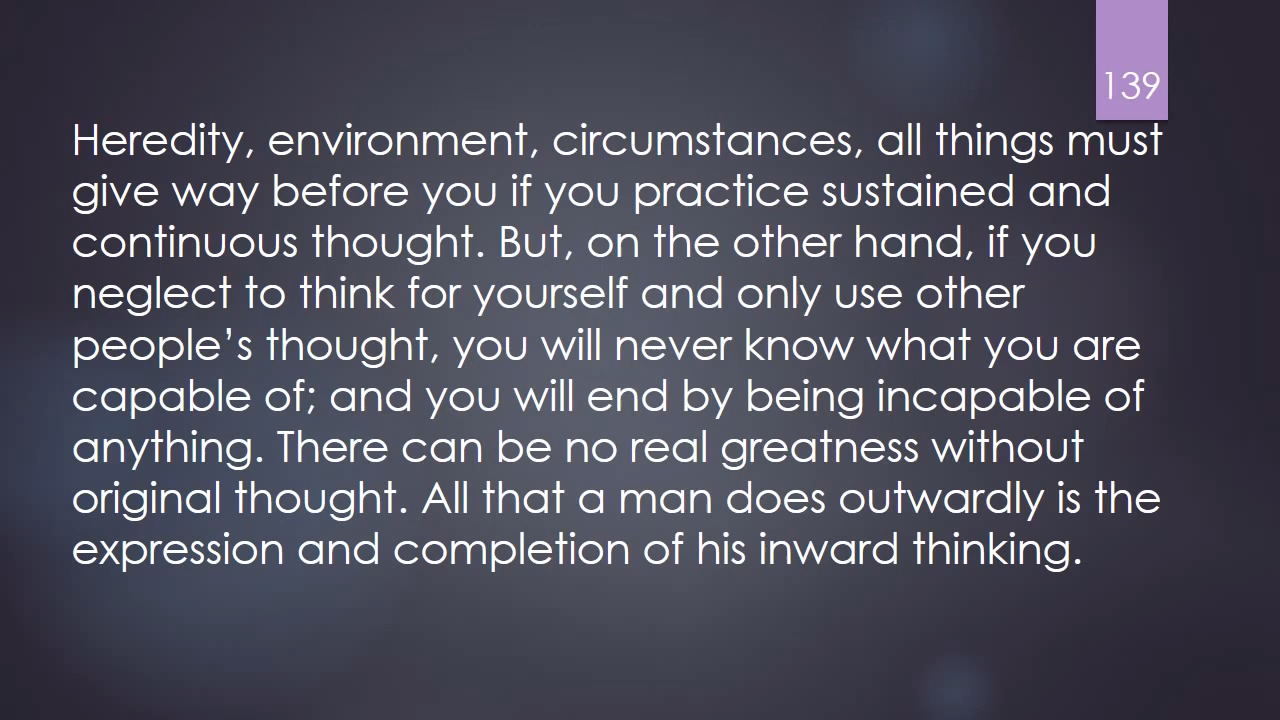 139
Heredity, environment, circumstances, all things must
give way before you if you practice sustained and
continuous thought. But, on the other hand, if you
neglect to think for yourself and only use other
people’s thought, you will never know what you are
capable of; and you will end by being incapable of
anything. There can be no real greatness without
original thought. All that a man does outwardly is the
expression and completion of his inward thinking.